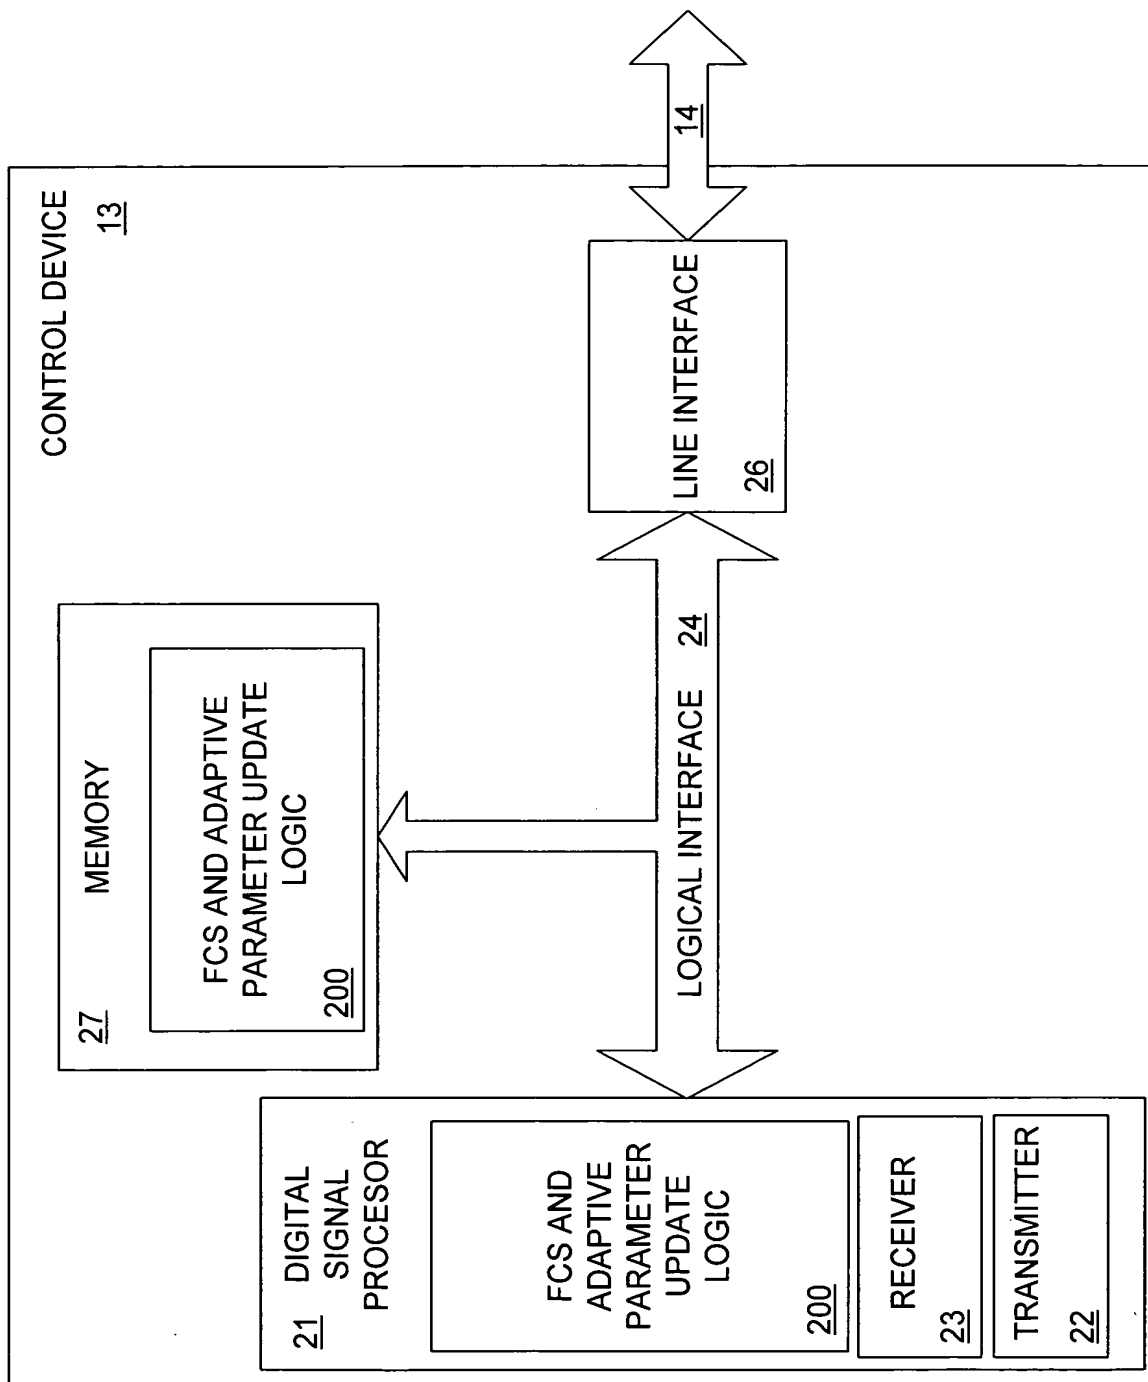 CONTROL DEVICE
13
MEMORY
27
FCS AND ADAPTIVE
PARAMETER UPDATE
LOGIC
200
DIGITAL
SIGNAL
PROCESOR
21
FCS AND
ADAPTIVE
PARAMETER
UPDATE
LOGIC
200
RECEIVER
23
TRANSMITTER
22
LOGICAL INTERFACE
24
LINE INTERFACE
26
14